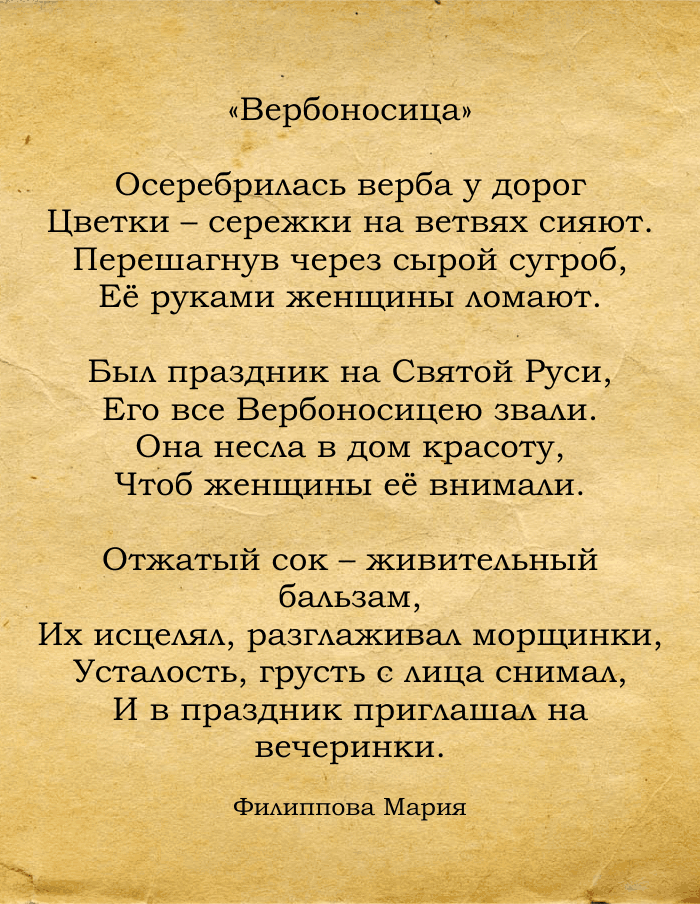 «Вербоносица»
Осеребрилась верба у дорог
Цветки – сережки на ветвях сияют.
Перешагнув через сырой сугроб,
Её руками женщины ломают.
Был праздник на Святой Руси,
Его все Вербоносицею звали.
Она несла в дом красоту,
Чтоб женщины её внимали.
Отжатый сок – живительный
бальзам,
Их исцелял, разглаживал морщинки,
Усталость, грусть с лица снимал,
И в праздник приглашал на
вечеринки.
Филиппова Мария